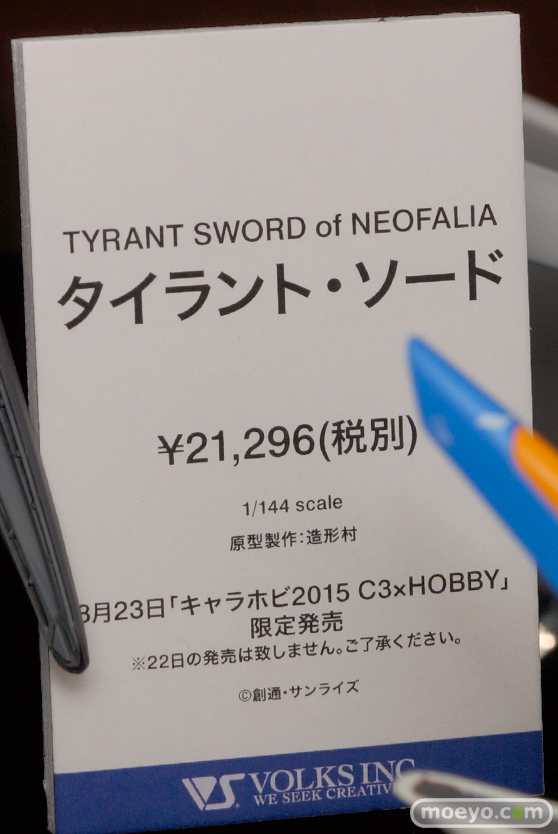 TYRANT SWORD of NEOFALIA
タイラント・ソード
¥21,296(税別)
1/144 scale
原型製作:造形村
8月23日「キャラホビ2015 C3×HOBBY」
限定発売
※22日の発売は致しません。ご了承ください。
©創通・サンライズ
VS VOLKS INC
WE SEEK CREATIV
moeyo.com